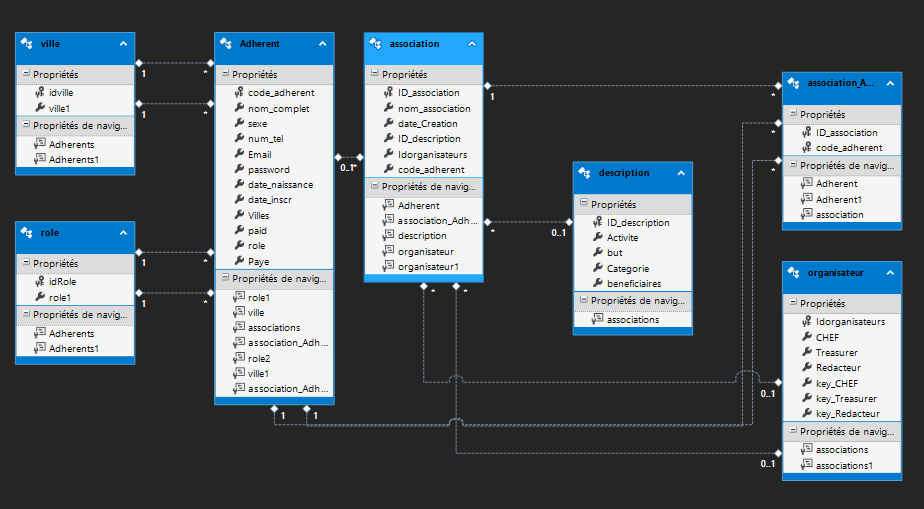 ville
Propriétés
idville
ville1
Propriétés de navig...
Adherents
Adherents1
role
Propriétés
idRole
role1
Propriétés de navig...
Adherents
Adherents1
Adherent
Propriétés
code_adherent
nom_complet
sexe
num_tel
Email
password
date_naissance
date_inscr
Villes
paid
role
Paye
Propriétés de navig...
role1
ville
associations
association_Adh...
role2
ville1
association_Adh...
association
Propriétés
ID_association
nom_association
date_Creation
ID_description
Idorganisateurs
code_adherent
Propriétés de navig...
Adherent
association_Adh...
description
organisateur
organisateur1
description
Propriétés
ID_description
Activite
but
Categorie
beneficiaires
Propriétés de navig...
associations
association_A...
Propriétés
ID_association
code_adherent
Propriétés de navig...
Adherent
Adherent1
association
organisateur
Propriétés
Idorganisateurs
CHEF
Treasurer
Redacteur
key_CHEF
key_Treasurer
key_Redacteur
Propriétés de navig...
associations
associations1
1
*
1
*
1
*
1
*
0..1*
1
*
*
0..1
*
*
*
0..1
0..1
1
1